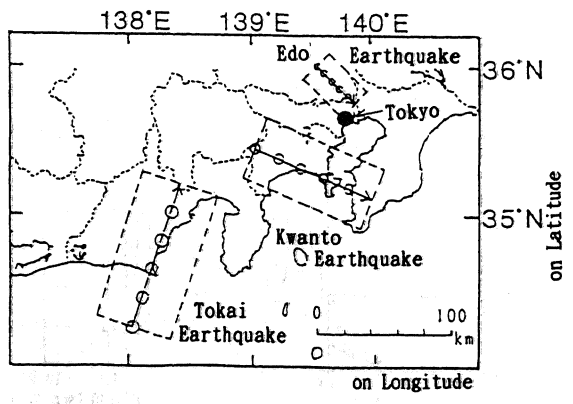 138°E 139°E 140°E
Edo Earthquake
36°N
Tokyo
35°N
on Latitude
Kwanto
Earthquake
Tokai
Earthquake
0 100
km
on Longitude